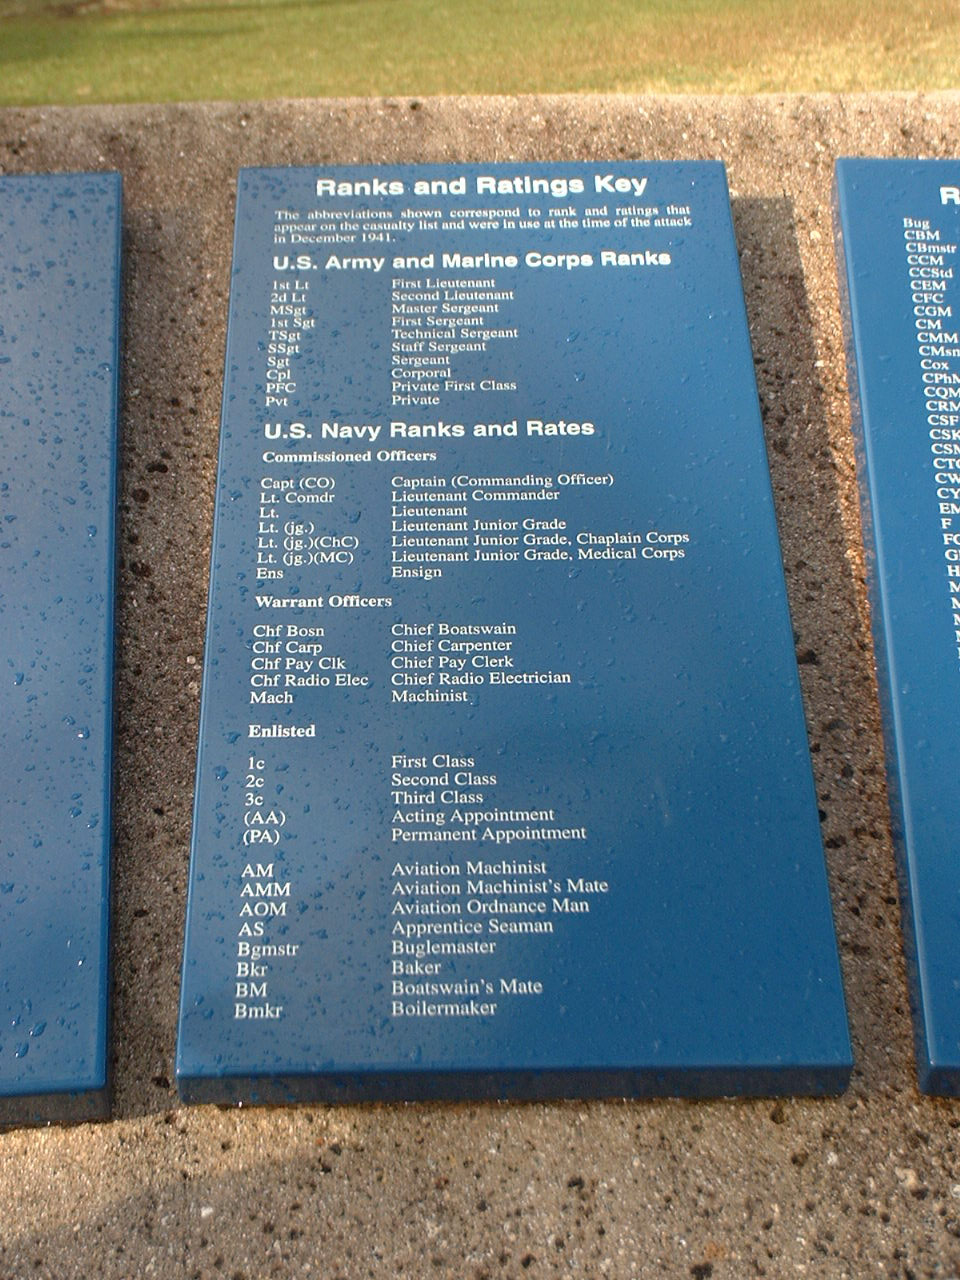 Ranks and Ratings Key
The abbreviations shown correspond to rank and ratings that
appear on the casualty list and were in use at the time of the attack
in December 1941.
U.S. Army and Marine Corps Ranks
1st Lt First Lieutenant
2d Lt Second Lieutenant
MSgt Master Sergeant
1st Sgt First Sergeant
TSgt Technical Sergeant
SSgt Staff Sergeant
Sgt Sergeant
Cpl Corporal
PFC Private First Class
Pvt Private
U.S. Navy Ranks and Rates
Commissioned Officers
Capt (CO) Captain (Commanding Officer)
Lt. Comdr Lieutenant Commander
Lt. Lieutenant
Lt. (jg.) Lieutenant Junior Grade
Lt. (jg.)(ChC) Lieutenant Junior Grade, Chaplain Corps
Lt. (jg.)(MC) Lieutenant Junior Grade, Medical Corps
Ens Ensign
Warrant Officers
Chf Bosn Chief Boatswain
Chf Carp Chief Carpenter
Chf Pay Clk Chief Pay Clerk
Chf Radio Elec Chief Radio Electrician
Mach Machinist
Enlisted
1c First Class
2c Second Class
3c Third Class
(AA) Acting Appointment
(PA) Permanent Appointment
AM Aviation Machinist
AMM Aviation Machinist's Mate
AOM Aviation Ordnance Man
AS Apprentice Seaman
Bgmstr Buglemaster
Bkr Baker
BM Boatswain's Mate
Bmkr Boilermaker
Bug
CBM
CBmstr
CCM
CCStd
CEM
CFC
CGM
CM
CMM
Cox